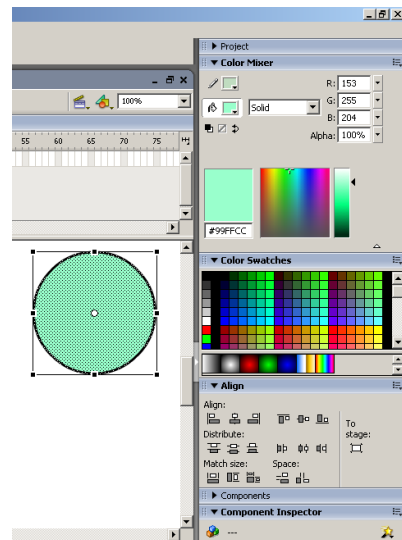 Project
Color Mixer
R: 153
G: 255
Solid
B: 204
Alpha: 100%
100%
55 60 65 70 75
#99FFCC
Color Swatches
Align
Align:
To
stage:
Distribute:
Match size:
Space:
Components
Component Inspector
---